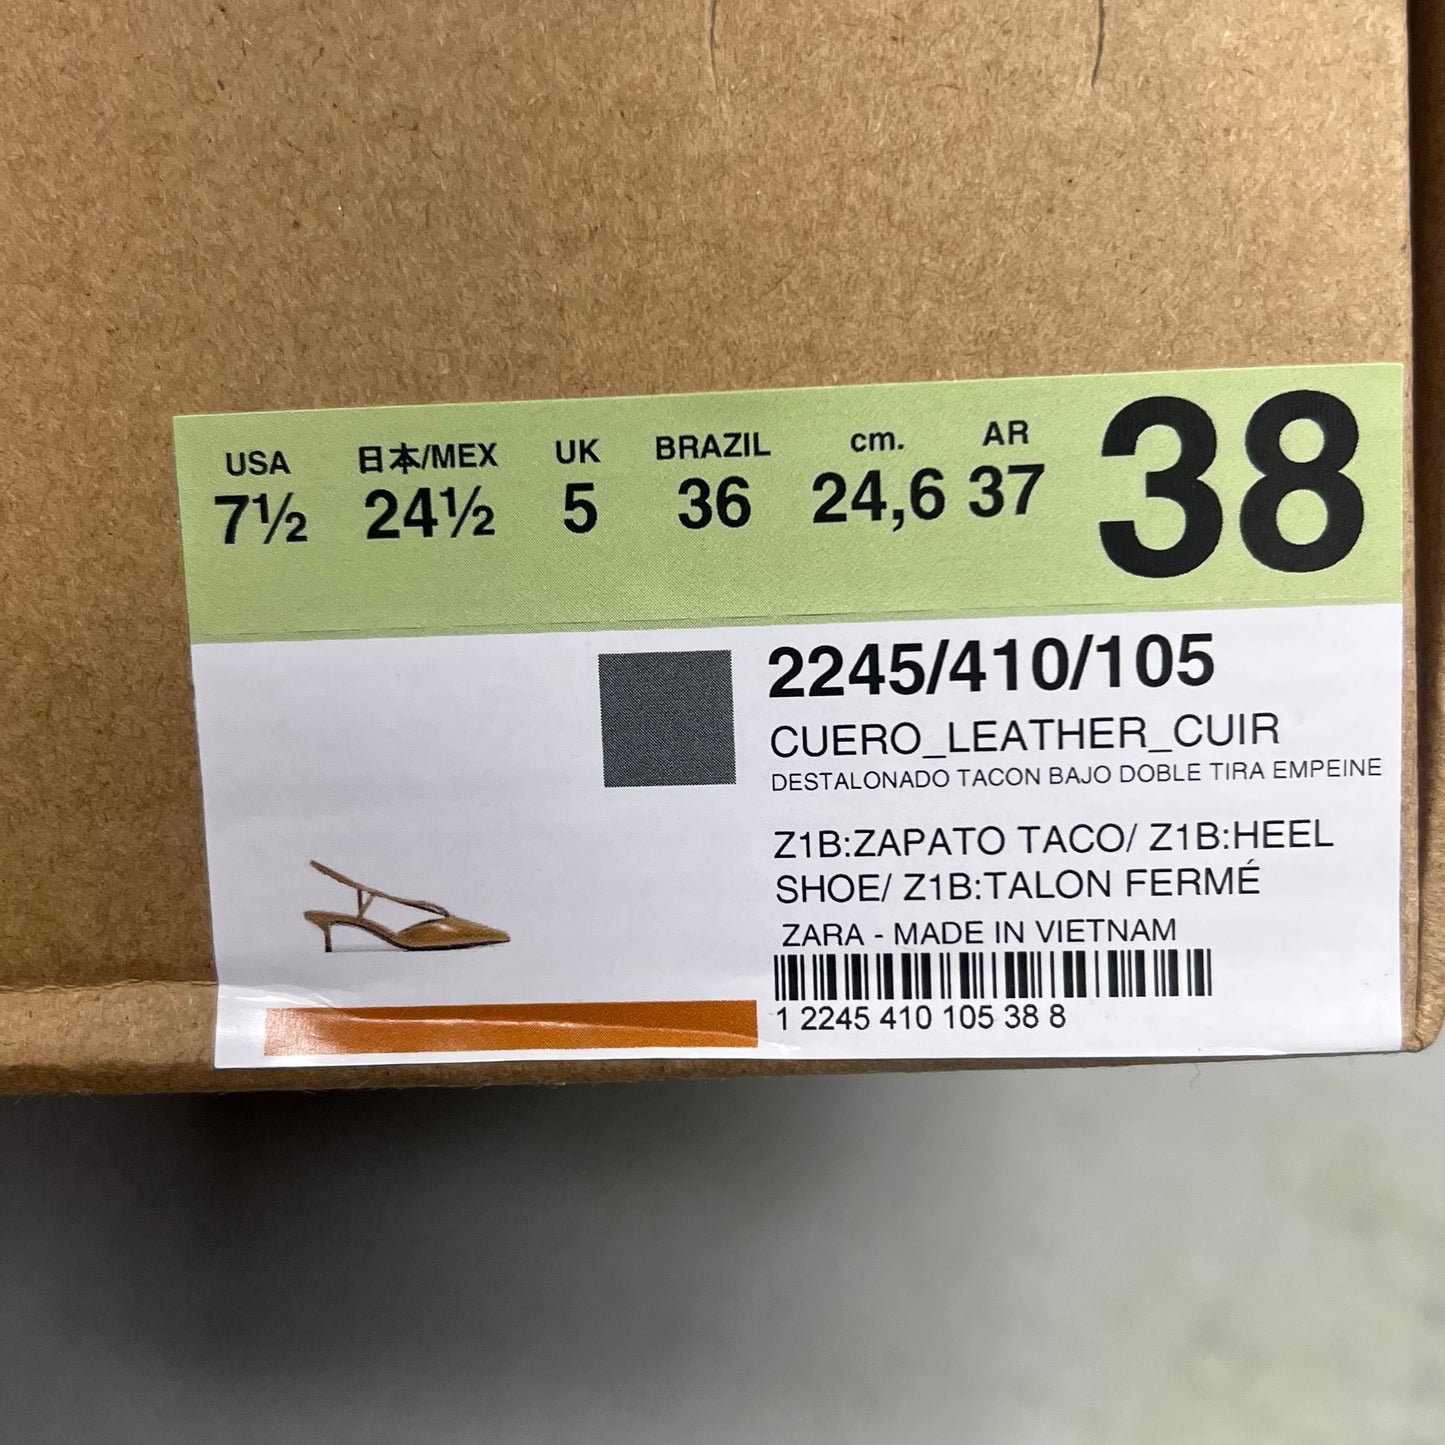 USA 日本/MEX UK BRAZIL cm. AR
7½ 24½ 5 36 24,6 37 38
2245/410/105
CUERO_LEATHER_CUIR
DESTALONADO TACON BAJO DOBLE TIRA EMPEINE
Z1B:ZAPATO TACO/ Z1B:HEEL
SHOE/ Z1B:TALON FERMÉ
ZARA - MADE IN VIETNAM
1 2245 410 105 38 8